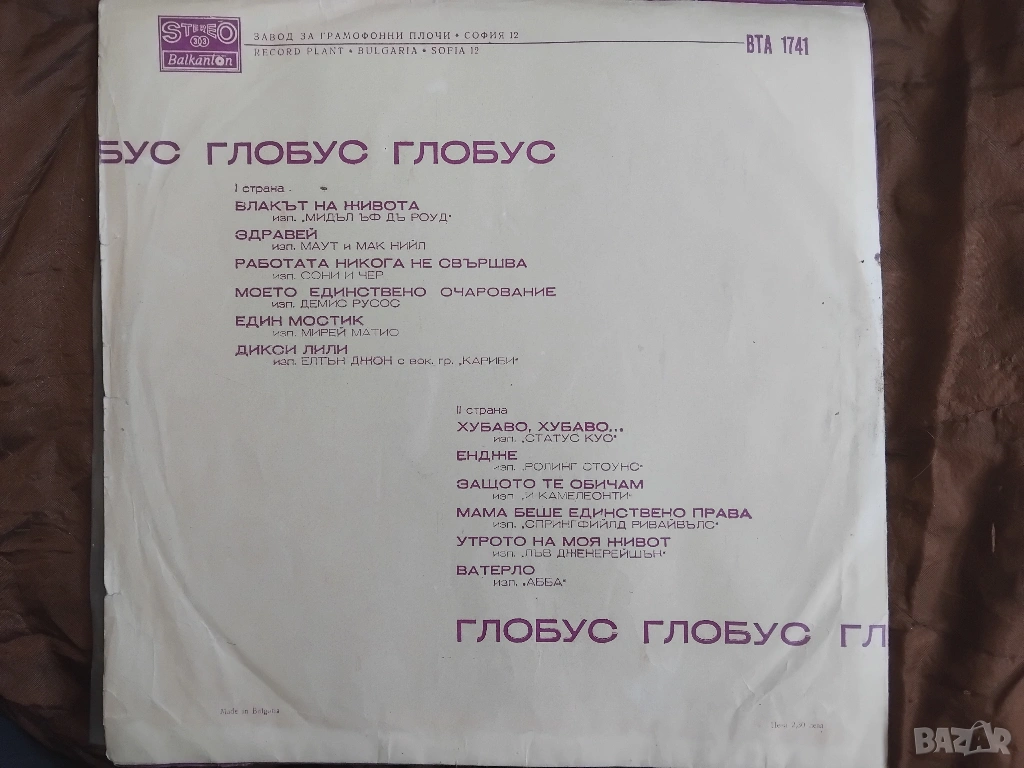 STEREO
33
Balkanton
ЗАВОД ЗА ГРАМОФОННИ ПЛОЧИ • СОФИЯ 12
RECORD PLANT • BULGARIA • SOFIA 12
ВТА 1741
БУС ГЛОБУС ГЛОБУС
I страна
ВЛАКЪТ НА ЖИВОТА
изп. „МИДЪЛ ЪФ ДЪ РОУД"
ЗДРАВЕЙ
изп. МАУТ и МАК НИЙЛ
РАБОТАТА НИКОГА НЕ СВЪРШВА
изп. СОНИ И ЧЕР
МОЕТО ЕДИНСТВЕНО ОЧАРОВАНИЕ
изп. ДЕМИС РУСОС
ЕДИН МОСТИК
изп. МИРЕЙ МАТИО
ДИКСИ ЛИЛИ
изп. ЕЛТЪН ДЖОН с вок. гр. „КАРИБИ"
II страна
ХУБАВО, ХУБАВО...
изп. „СТАТУС КУО"
ЕНДЖЕ
изп. „РОЛИНГ СТОУНС"
ЗАЩОТО ТЕ ОБИЧАМ
изп. „И КАМЕЛЕОНТИ"
МАМА БЕШЕ ЕДИНСТВЕНО ПРАВА
изп. „СПРИНГФИЙЛД РИВАЙВЪЛС"
УТРОТО НА МОЯ ЖИВОТ
изп. „ЛЪВ ДЖЕНЕРЕЙШЪН"
ВАТЕРЛО
изп. „АББА"
ГЛОБУС ГЛОБУС ГЛ
Made in Bulgaria
BAZAR